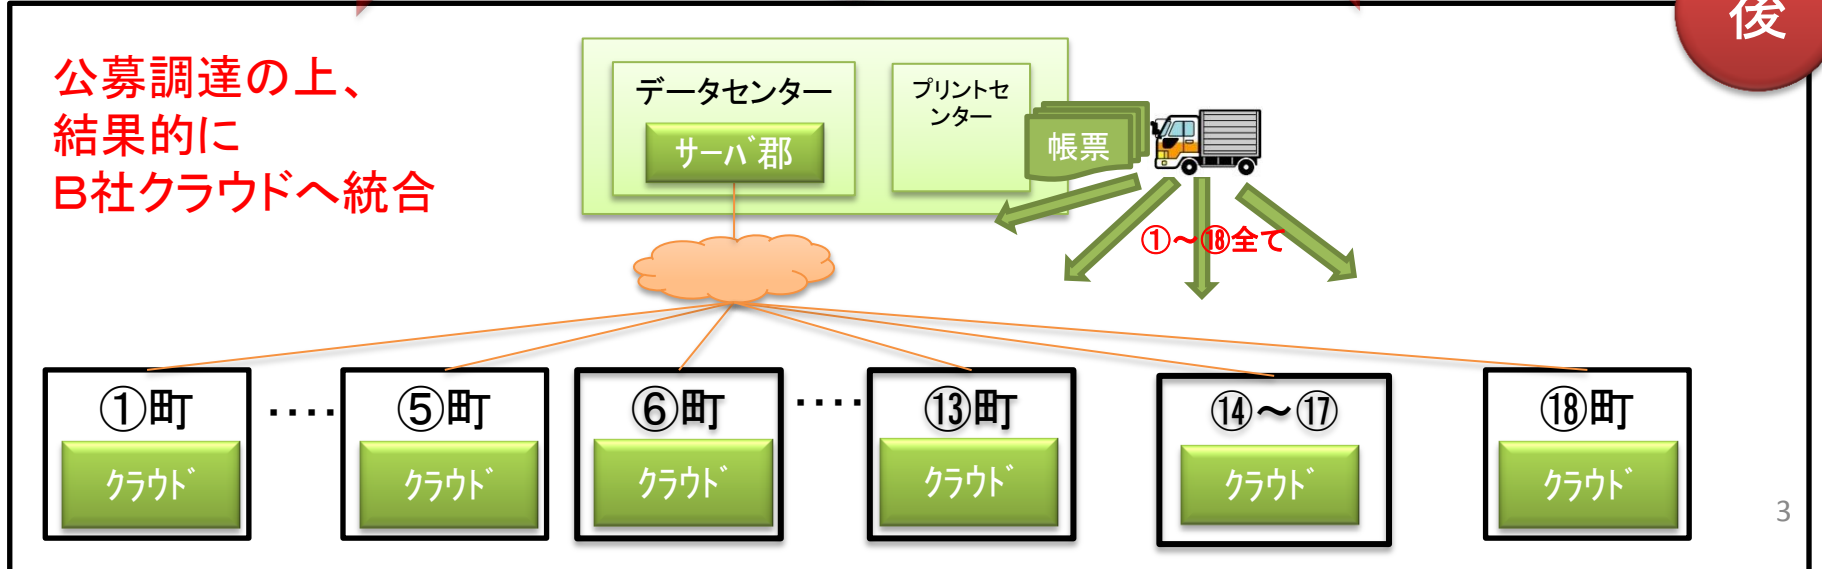 後
公募調達の上、
結果的に
B社クラウドへ統合
データセンター
サーバ郡
プリントセ
ンター
帳票
①～⑱全て
①町
‥‥
⑤町
⑥町
‥‥
⑬町
⑭～⑰
⑱町
クラウド
クラウド
クラウド
クラウド
クラウド
クラウド
3